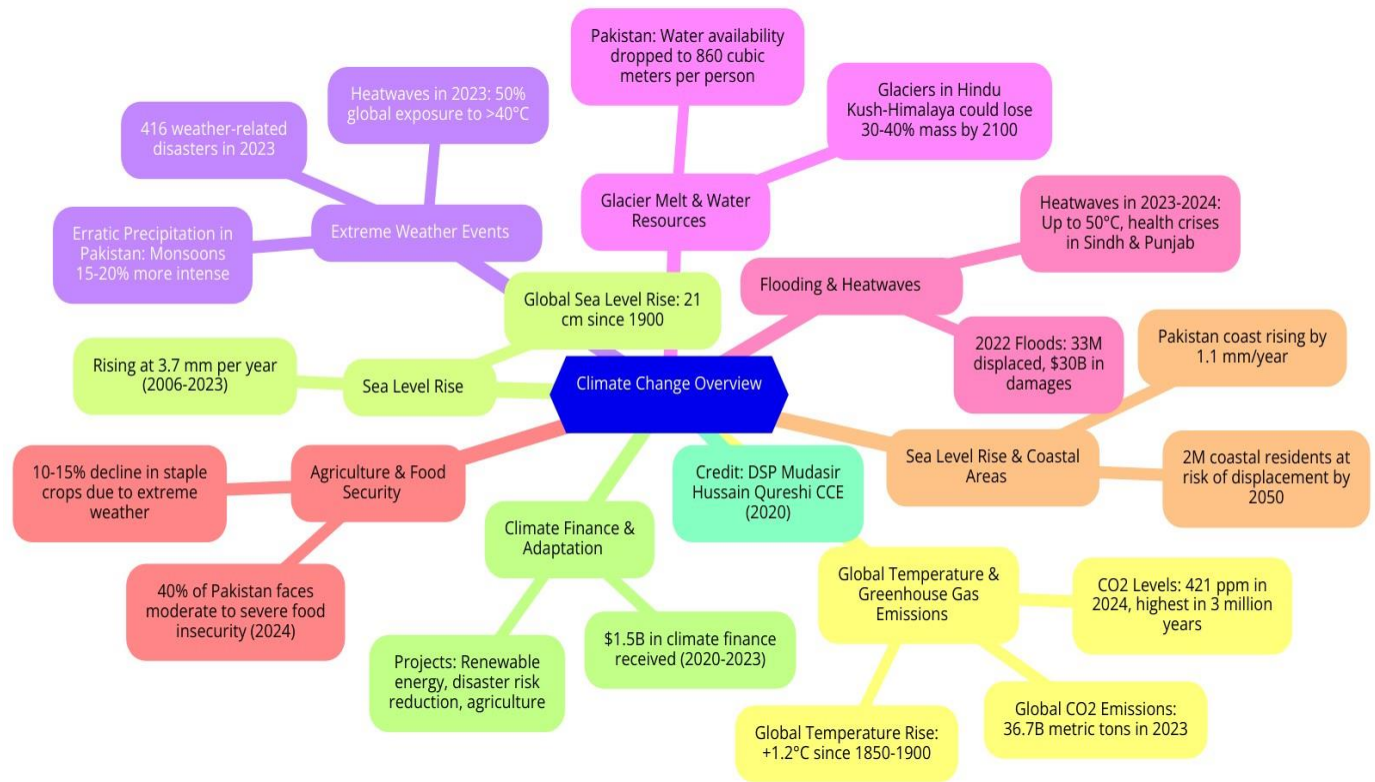 Climate Change Overview
Extreme Weather Events
Heatwaves in 2023: 50%
global exposure to >40°C
416 weather-related
disasters in 2023
Erratic Precipitation in
Pakistan: Monsoons
15-20% more intense
Glacier Melt & Water
Resources
Pakistan: Water availability
dropped to 860 cubic
meters per person
Glaciers in Hindu
Kush-Himalaya could lose
30-40% mass by 2100
Flooding & Heatwaves
Heatwaves in 2023-2024:
Up to 50°C, health crises
in Sindh & Punjab
2022 Floods: 33M
displaced, $30B in
damages
Sea Level Rise & Coastal
Areas
Pakistan coast rising by
1.1 mm/year
2M coastal residents at
risk of displacement by
2050
Global Temperature &
Greenhouse Gas
Emissions
CO2 Levels: 421 ppm in
2024, highest in 3 million
years
Global CO2 Emissions:
36.7B metric tons in 2023
Global Temperature Rise:
+1.2°C since 1850-1900
Credit: DSP Mudasir
Hussain Qureshi CCE
(2020)
Climate Finance &
Adaptation
$1.5B in climate finance
received (2020-2023)
Projects: Renewable
energy, disaster risk
reduction, agriculture
Agriculture & Food
Security
10-15% decline in staple
crops due to extreme
weather
40% of Pakistan faces
moderate to severe food
insecurity (2024)
Sea Level Rise
Global Sea Level Rise: 21
cm since 1900
Rising at 3.7 mm per year
(2006-2023)